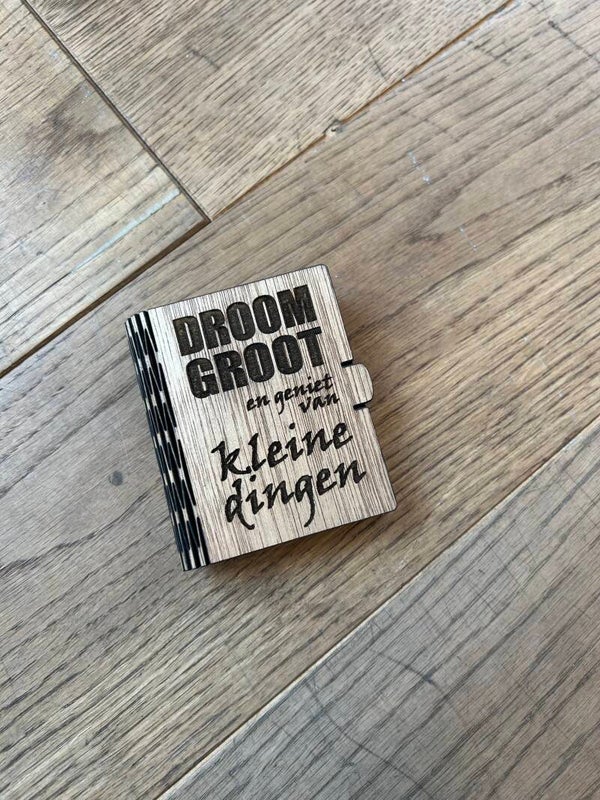 DROOM
GROOT
en geniet
van
kleine
dingen